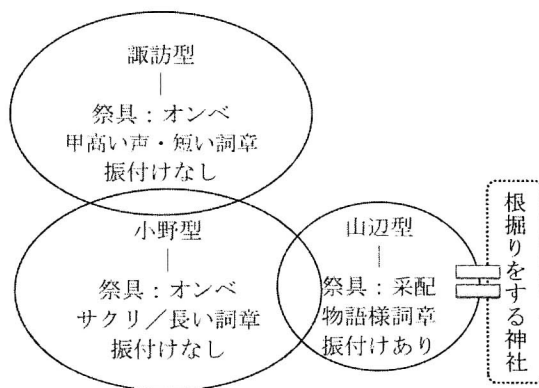 諏訪型
祭具：オンベ
甲高い声・短い詞章
振付けなし
小野型
祭具：オンベ
サクリ／長い詞章
振付けなし
山辺型
祭具：采配
物語様詞章
振付けあり
根掘りをする神社